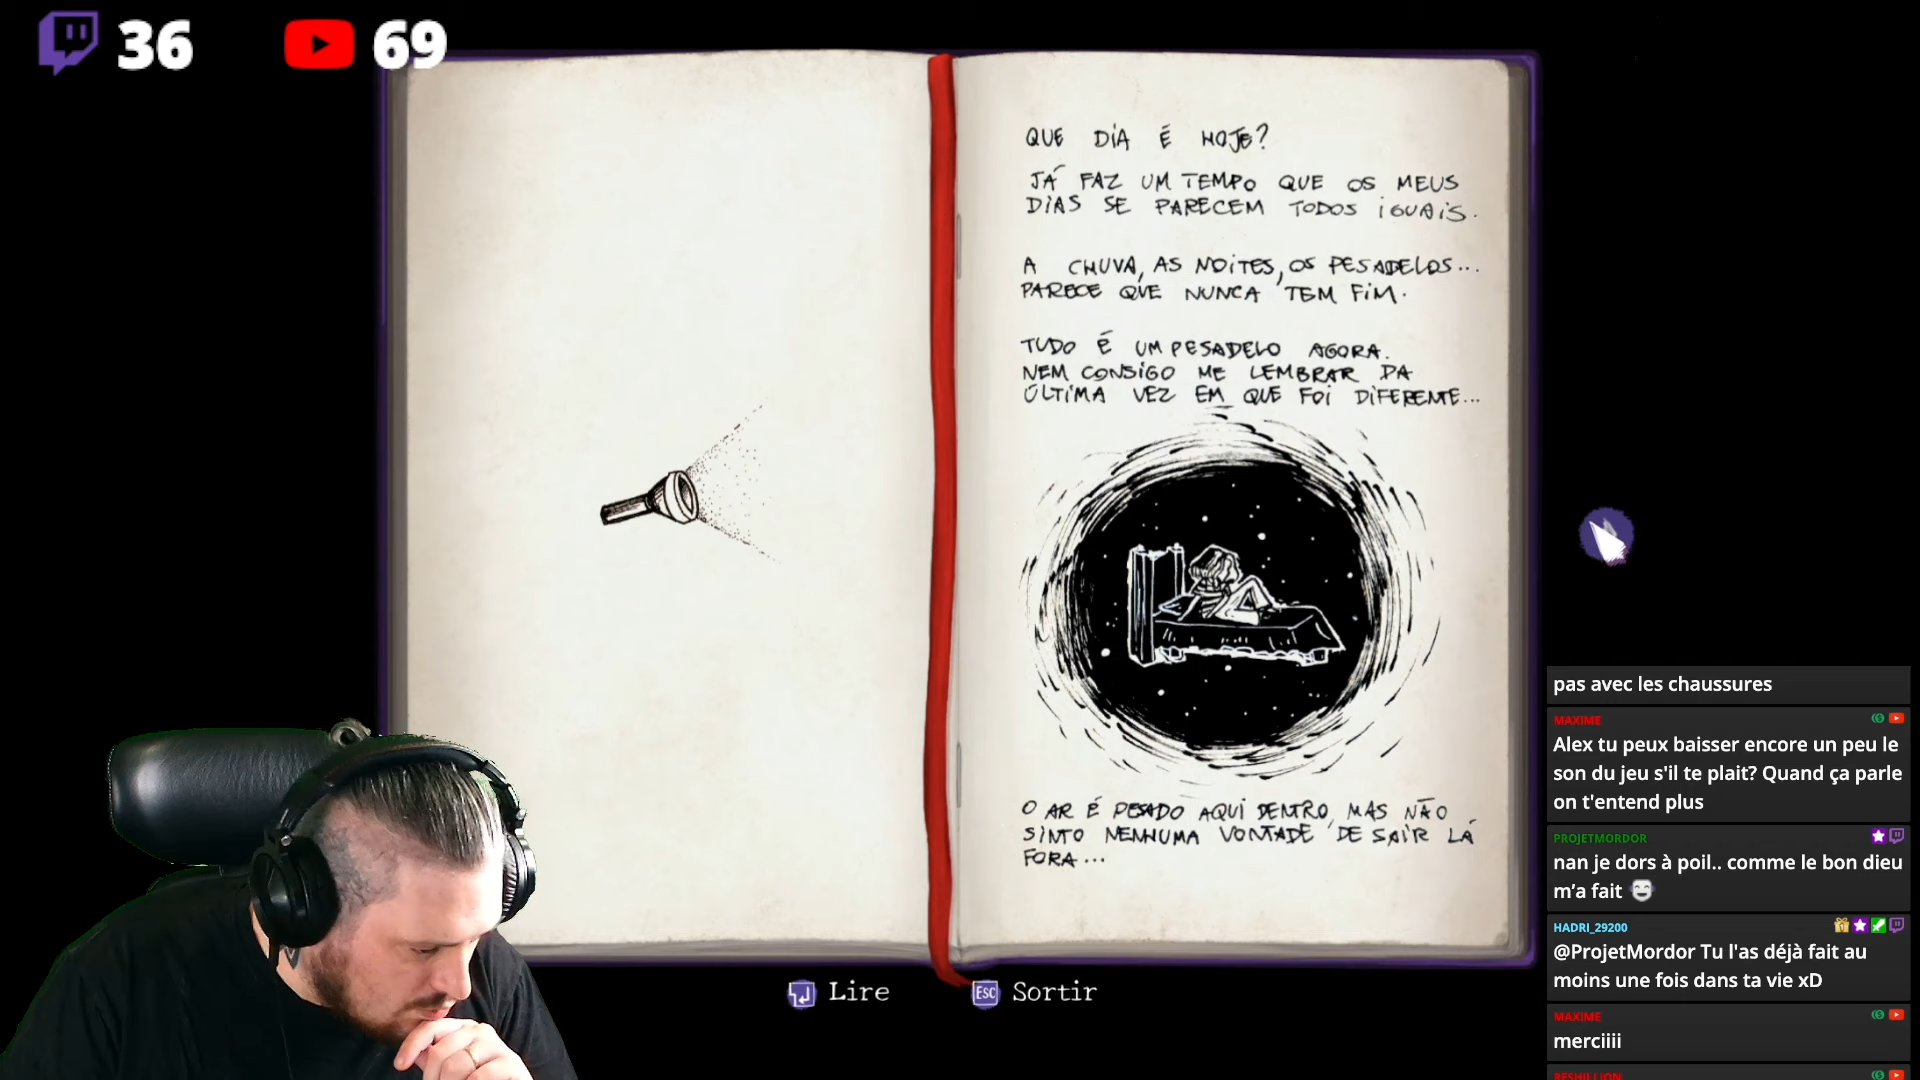 36
69
QUE DIA É HOJE?
JÁ FAZ UM TEMPO QUE OS MEUS
DIAS SE PARECEM TODOS IGUAIS.
A CHUVA, AS NOITES, OS PESADELOS...
PARECE QUE NUNCA TEM FIM.
TUDO É UM PESADELO AGORA.
NEM CONSIGO ME LEMBRAR DA
ÚLTIMA VEZ EM QUE FOI DIFERENTE...
O AR É PESADO AQUI DENTRO, MAS NÃO
SINTO NENHUMA VONTADE DE SAIR LÁ
FORA...
Lire
ESC Sortir
pas avec les chaussures
MAXIME
Alex tu peux baisser encore un peu le
son du jeu s'il te plait? Quand ça parle
on t'entend plus
PROJETMORDOR
nan je dors à poil.. comme le bon dieu
m'a fait
HADRI_29200
@ProjetMordor Tu l'as déjà fait au
moins une fois dans ta vie xD
MAXIME
merciiii